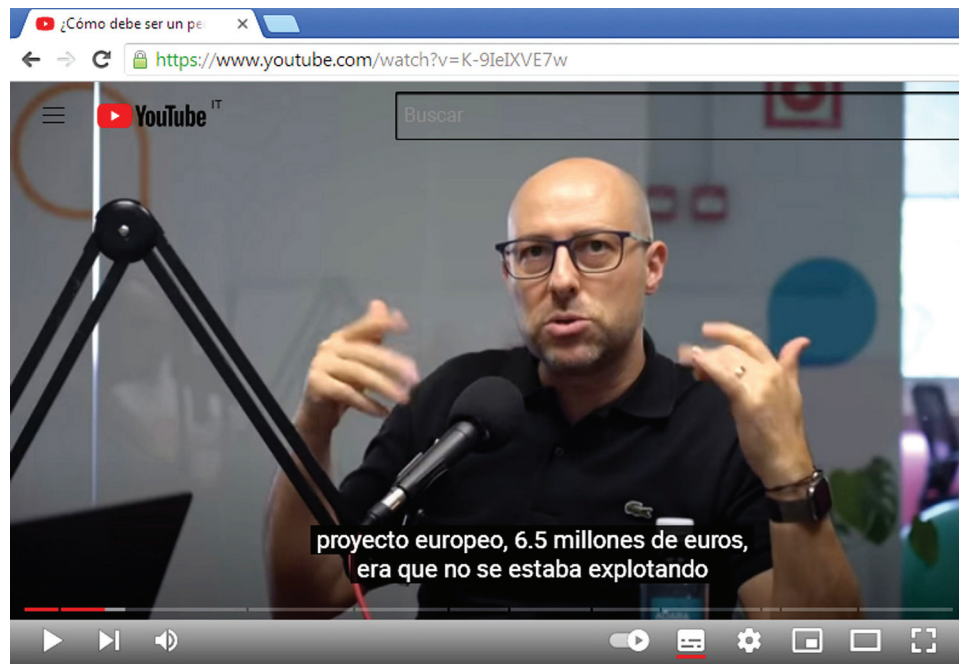 ¿Cómo debe ser un pe
https://www.youtube.com/watch?v=K-9IeIXVE7w
YouTube IT
Buscar
proyecto europeo, 6.5 millones de euros,
era que no se estaba explotando